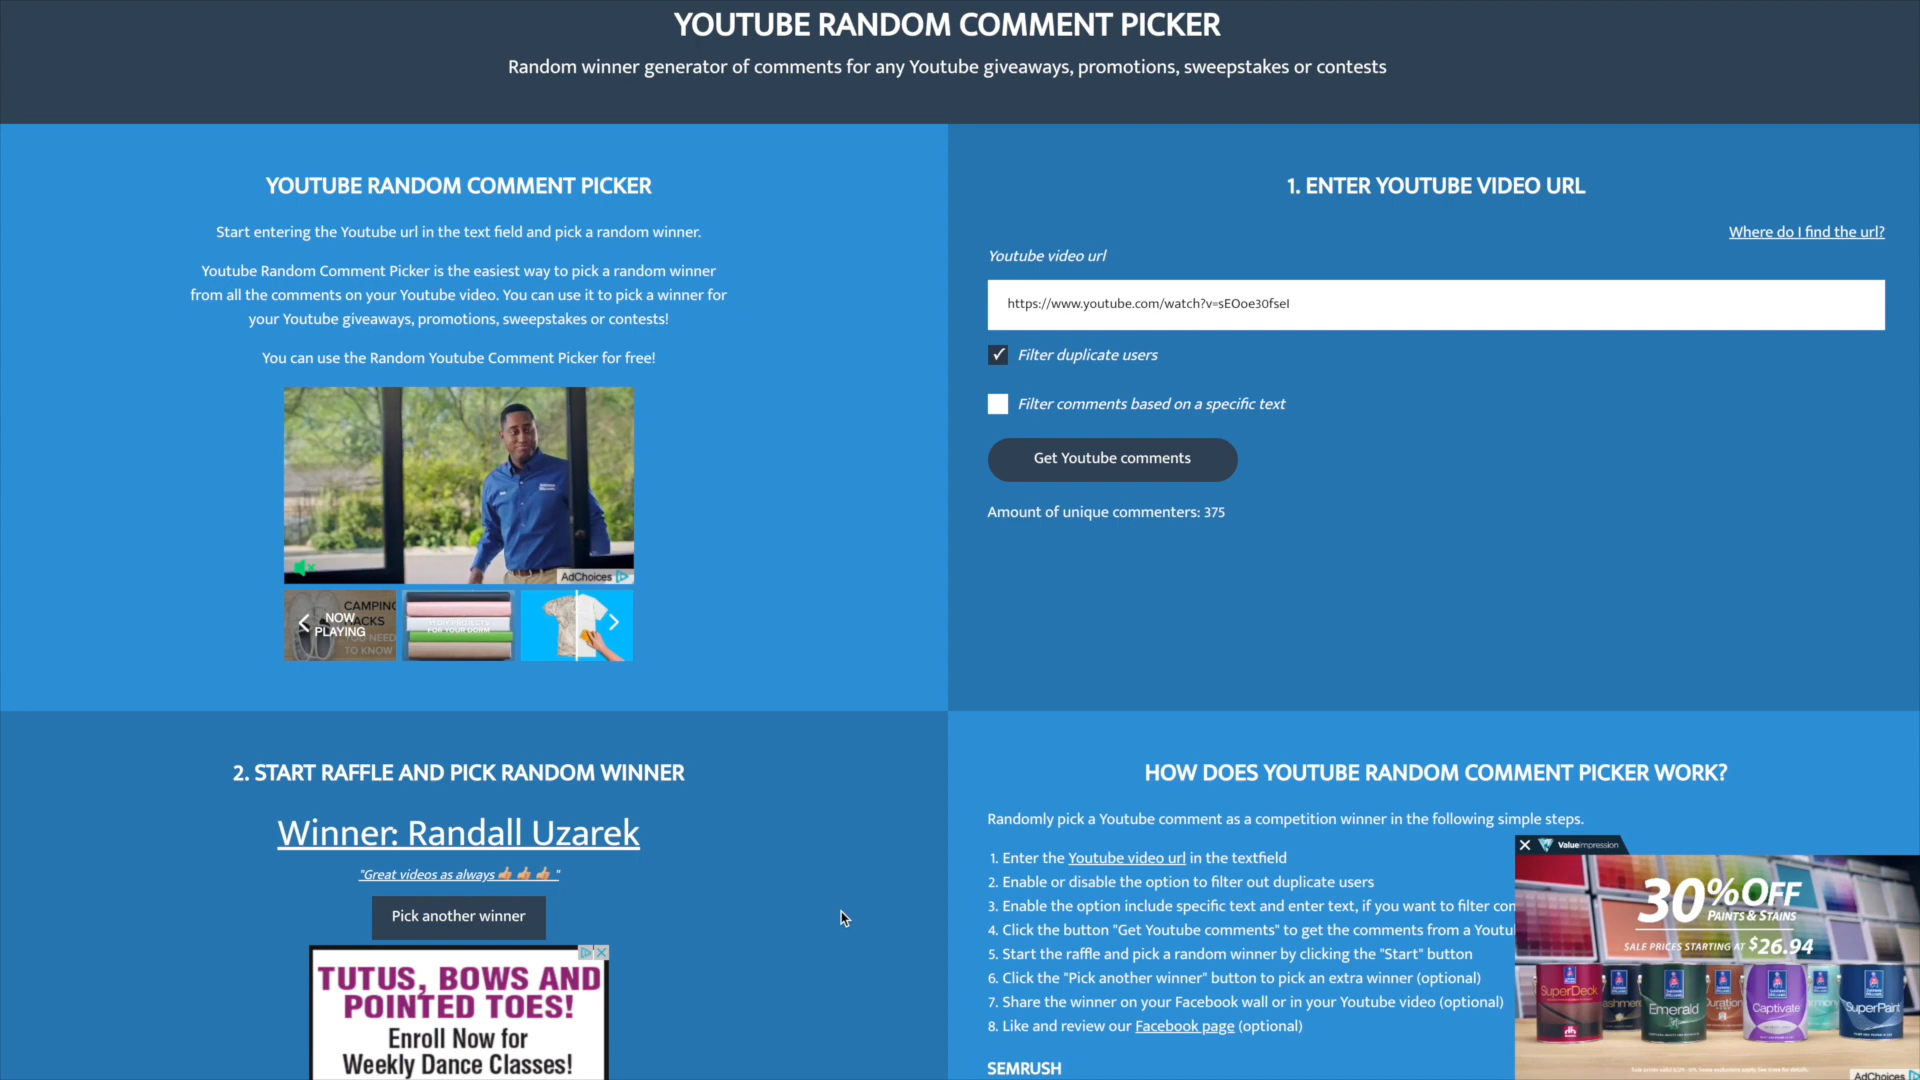 YOUTUBE RANDOM COMMENT PICKER
Random winner generator of comments for any Youtube giveaways, promotions, sweepstakes or contests
YOUTUBE RANDOM COMMENT PICKER
Start entering the Youtube url in the text field and pick a random winner.
Youtube Random Comment Picker is the easiest way to pick a random winner
from all the comments on your Youtube video. You can use it to pick a winner for
your Youtube giveaways, promotions, sweepstakes or contests!
You can use the Random Youtube Comment Picker for free!
AdChoices
CAMPING
HACKS
YOU NEED
TO KNOW
NOW
PLAYING
11 DIY PROJECTS
FOR YOUR DORM
1. ENTER YOUTUBE VIDEO URL
Where do I find the url?
Youtube video url
https://www.youtube.com/watch?v=sEOoe30fseI
Filter duplicate users
Filter comments based on a specific text
Get Youtube comments
Amount of unique commenters: 375
2. START RAFFLE AND PICK RANDOM WINNER
Winner: Randall Uzarek
"Great videos as always👍👍👍"
Pick another winner
TUTUS, BOWS AND
POINTED TOES!
Enroll Now for
Weekly Dance Classes!
HOW DOES YOUTUBE RANDOM COMMENT PICKER WORK?
Randomly pick a Youtube comment as a competition winner in the following simple steps.
1. Enter the Youtube video url in the textfield
2. Enable or disable the option to filter out duplicate users
3. Enable the option include specific text and enter text, if you want to filter con
4. Click the button "Get Youtube comments" to get the comments from a Youtu
5. Start the raffle and pick a random winner by clicking the "Start" button
6. Click the "Pick another winner" button to pick an extra winner (optional)
7. Share the winner on your Facebook wall or in your Youtube video (optional)
8. Like and review our Facebook page (optional)
SEMRUSH
ValueImpression
30% OFF
PAINTS & STAINS
SALE PRICES STARTING AT $26.94
SuperDeck
Emerald
Duration
Captivate
SuperPaint
AdChoices